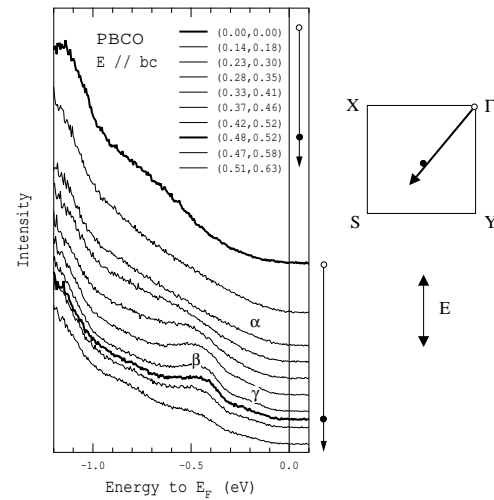 PBCO
E // bc
(0.00,0.00)
(0.14,0.18)
(0.23,0.30)
(0.28,0.35)
(0.33,0.41)
(0.37,0.46)
(0.42,0.52)
(0.48,0.52)
(0.47,0.58)
(0.51,0.63)
Intensity
α
β
γ
-1.0 -0.5 0.0
Energy to E_F (eV)
X Γ
S Y
E